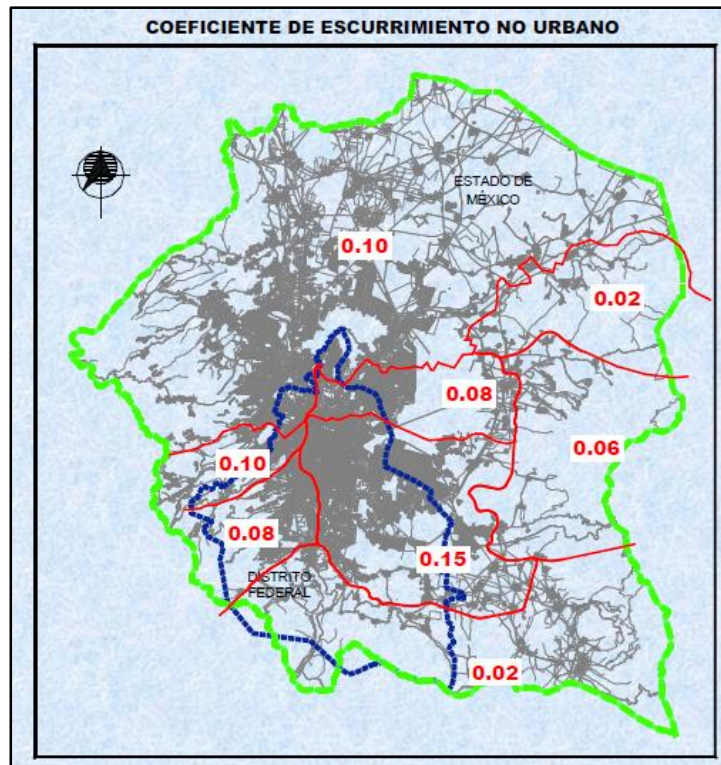 COEFICIENTE DE ESCURRIMIENTO NO URBANO
ESTADO DE
MÉXICO
0.10
0.02
0.08
0.06
0.10
0.08
0.15
DISTRITO
FEDERAL
0.02